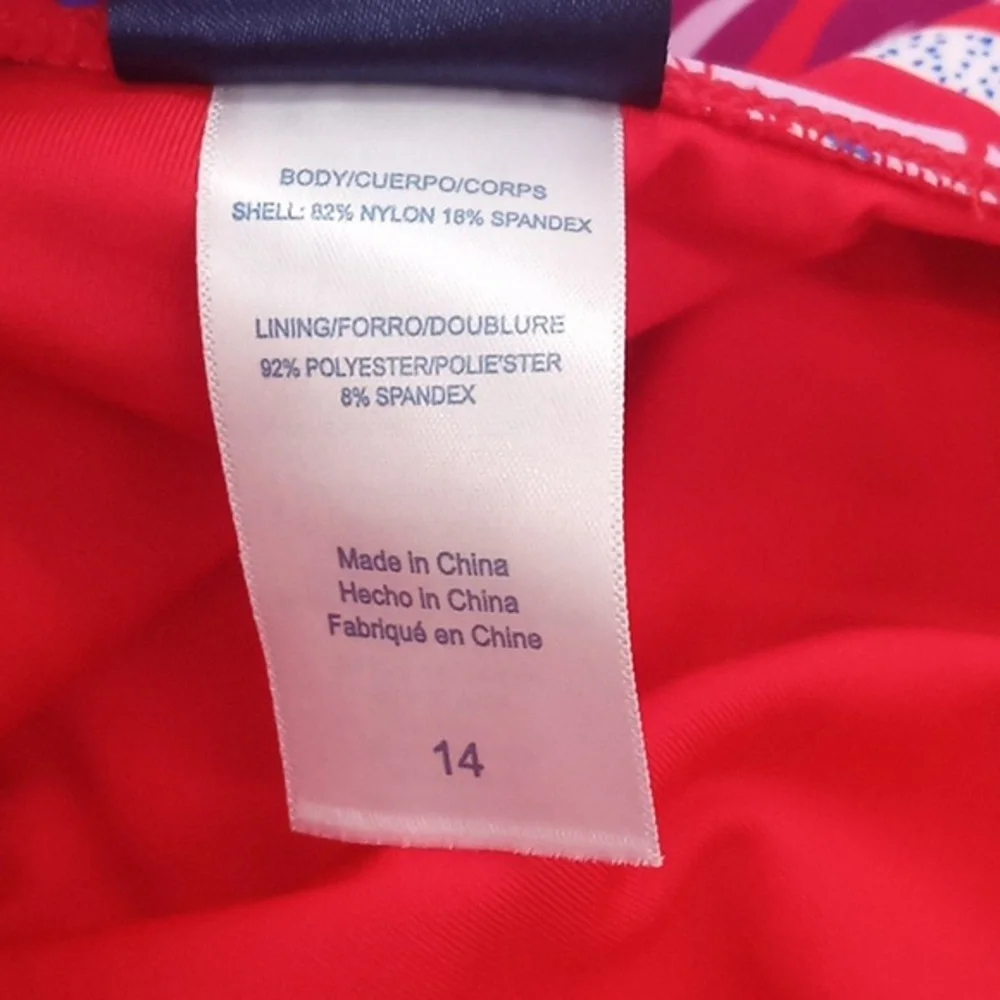 BODY/CUERPO/CORPS
SHELL: 82% NYLON 18% SPANDEX
LINING/FORRO/DOUBLURE
92% POLYESTER/POLIE'STER
8% SPANDEX
Made in China
Hecho in China
Fabriqué en Chine
14